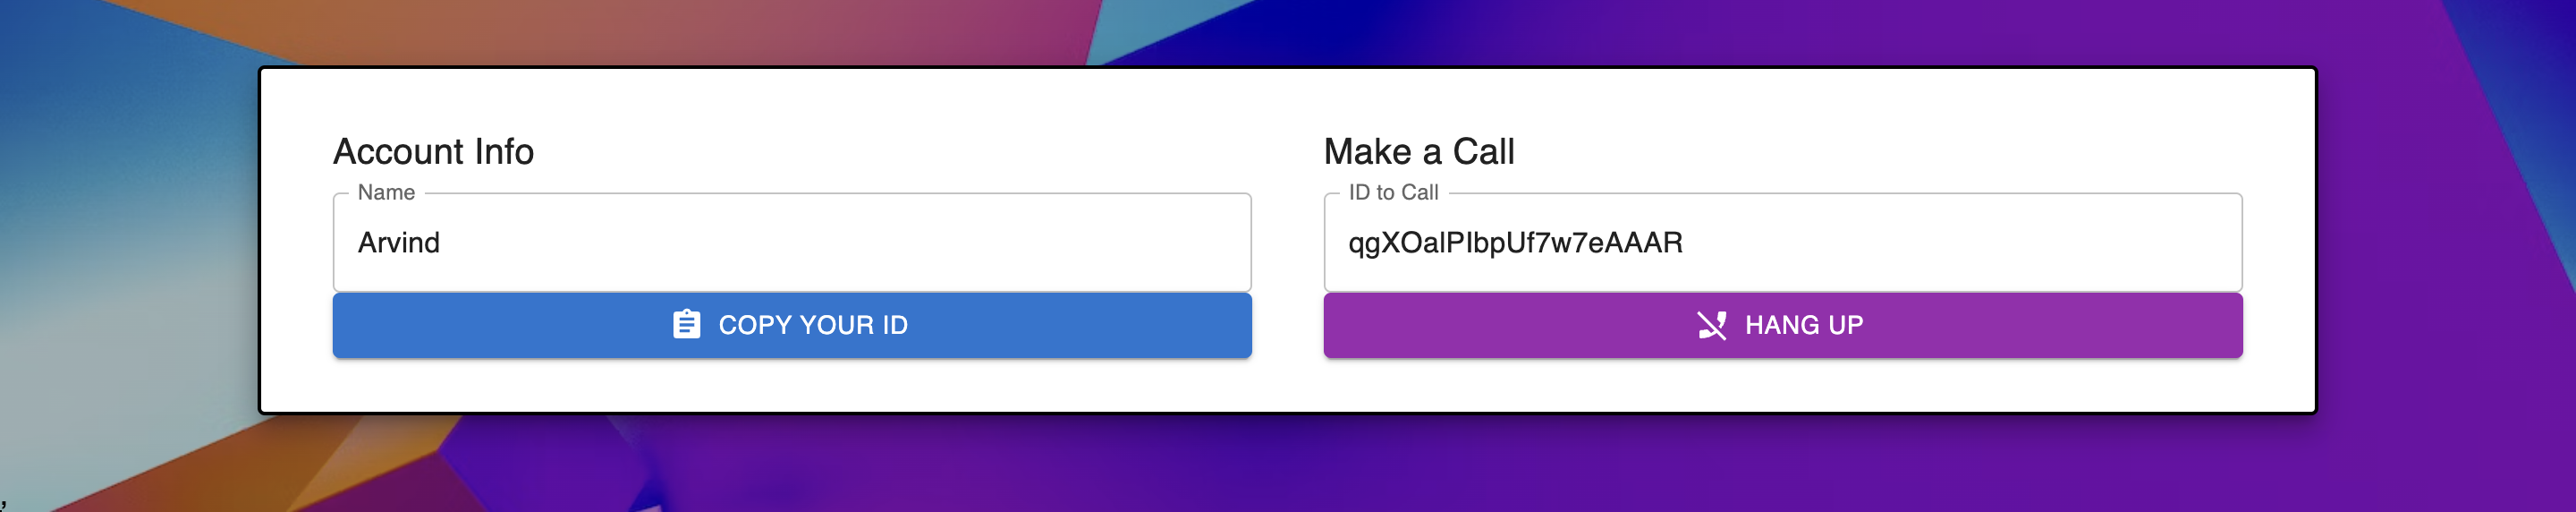 Account Info
Name
Arvind
COPY YOUR ID
Make a Call
ID to Call
qgXOalPIbpUf7w7eAAAR
HANG UP
,